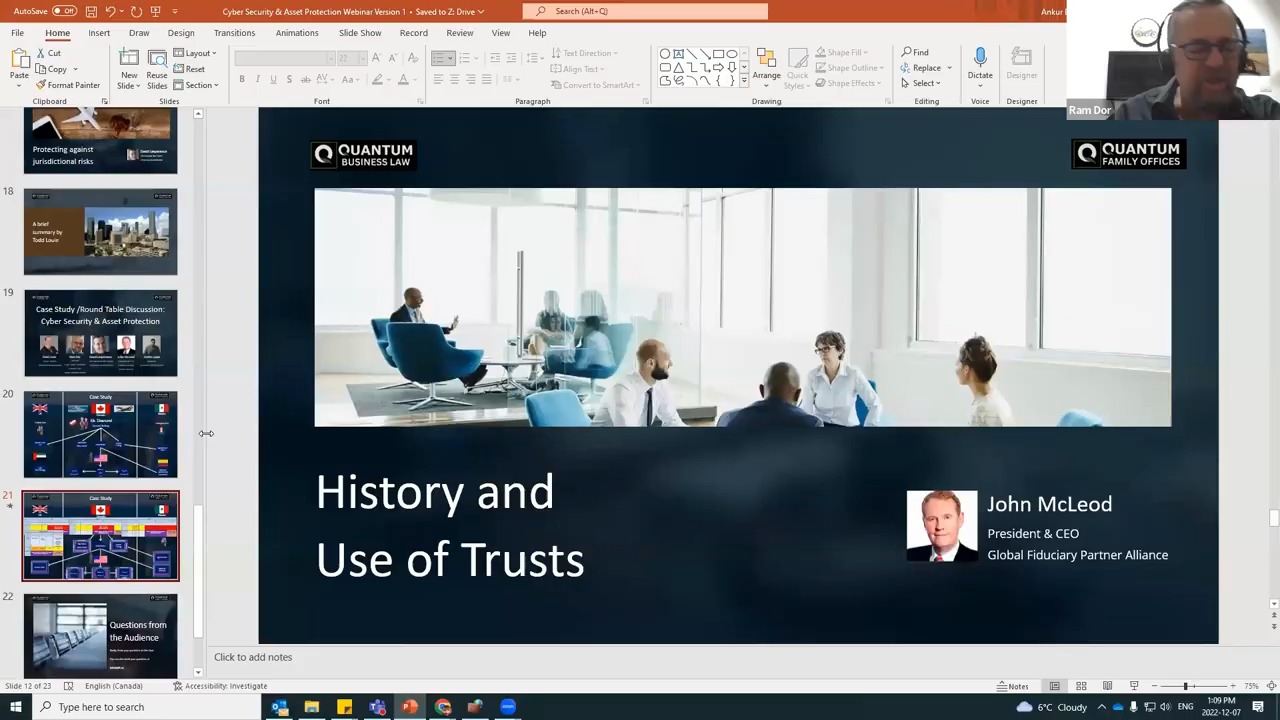 AutoSave Off
Cyber Security & Asset Protection Webinar Version 1 • Saved to Z: Drive
Search (Alt+Q)
Ankur
File Home Insert Draw Design Transitions Animations Slide Show Record Review View Help
Paste
Cut
Copy
Format Painter
Clipboard
New Slide
Reuse Slides
Layout
Reset
Section
Slides
22
Font
Text Direction
Align Text
Convert to SmartArt
Paragraph
Arrange
Quick Styles
Shape Fill
Shape Outline
Shape Effects
Drawing
Find
Replace
Select
Editing
Dictate
Voice
Designer
Designer
Ram Dor
Protecting against
jurisdictional risks
18
A brief
summary by
Todd Louie
19
Case Study /Round Table Discussion:
Cyber Security & Asset Protection
20
Case Study
21
Case Study
22
Questions from
the Audience
QUANTUM
BUSINESS LAW
QUANTUM
FAMILY OFFICES
History and
Use of Trusts
John McLeod
President & CEO
Global Fiduciary Partner Alliance
Click to add notes
Slide 12 of 23
English (Canada)
Accessibility: Investigate
Notes
75%
Type here to search
6°C Cloudy
1:09 PM
2022-12-07